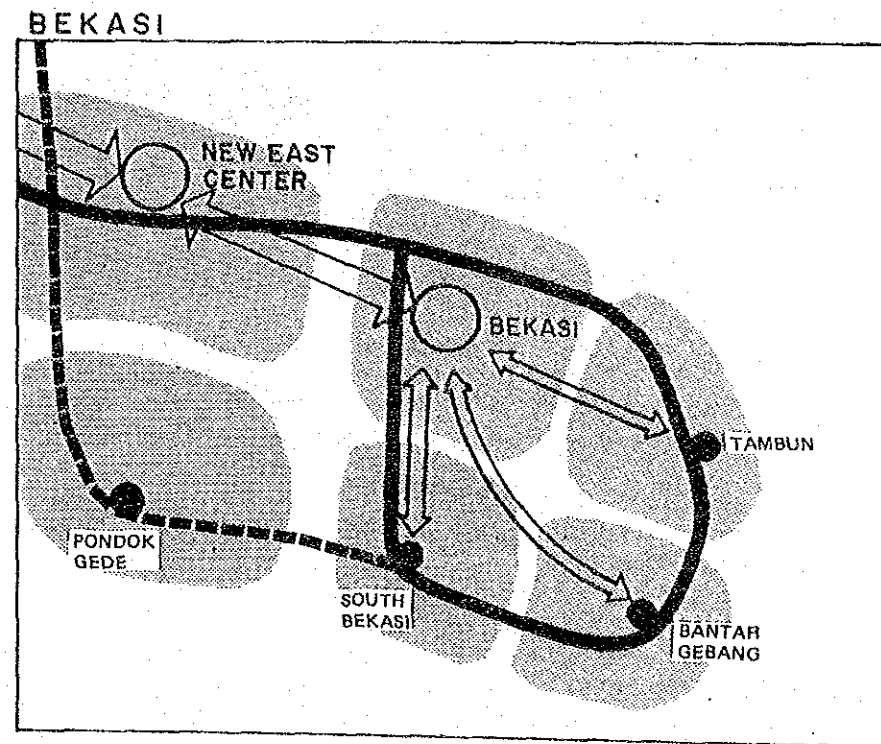 BEKASI
NEW EAST
CENTER
BEKASI
TAMBUN
PONDOK
GEDE
SOUTH
BEKASI
BANTAR
GEBANG